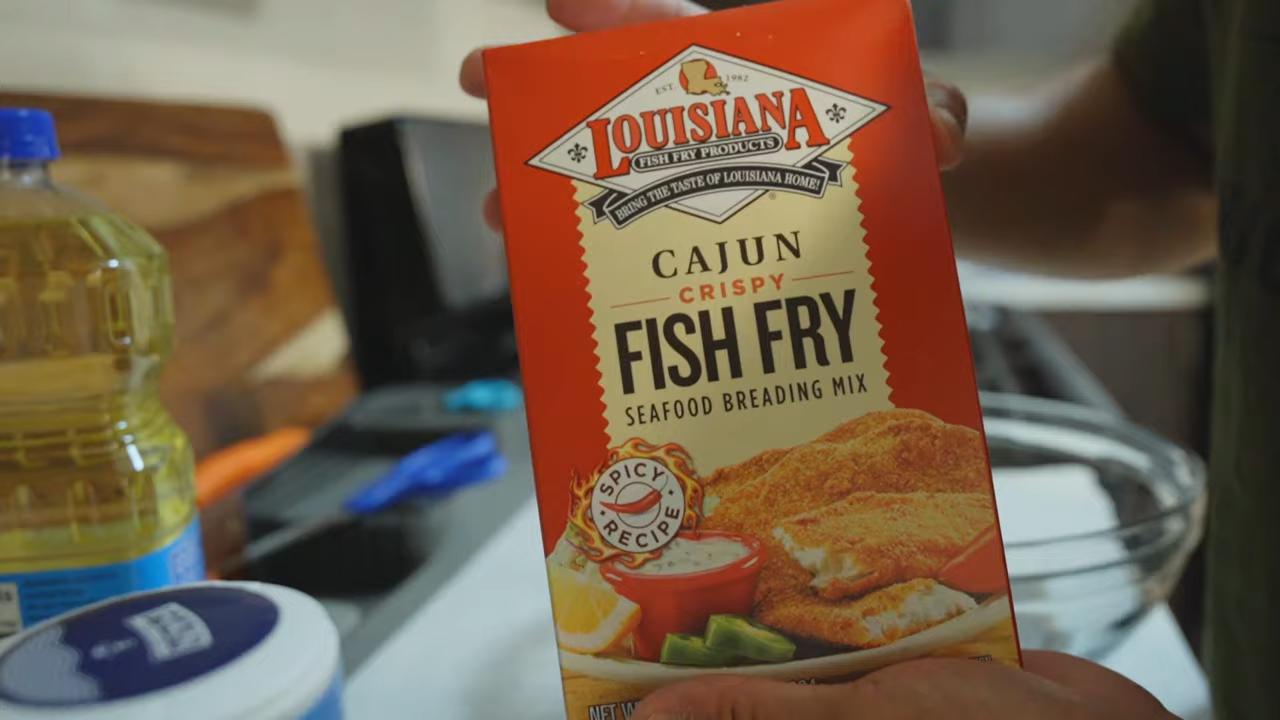 EST. 1982
LOUISIANA
FISH FRY PRODUCTS
BRING THE TASTE OF LOUISIANA HOME!
®
CAJUN
CRISPY
FISH FRY
SEAFOOD BREADING MIX
SPICY
RECIPE
NET